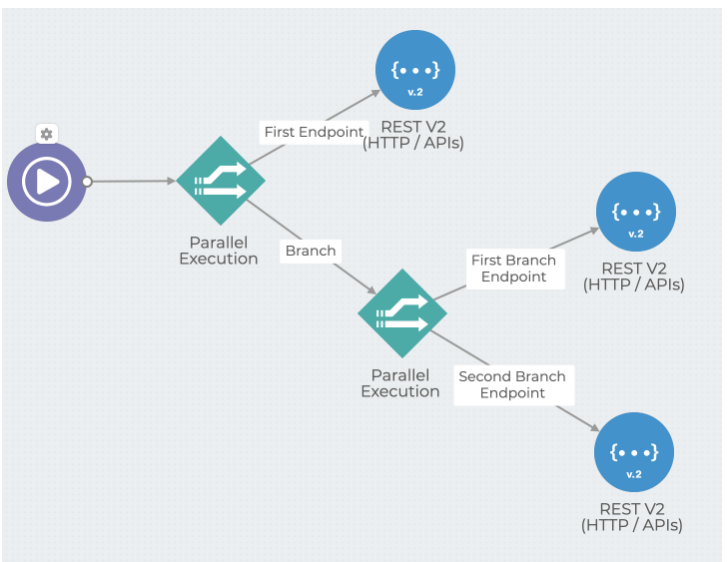 {•••}
v.2
First Endpoint
REST V2
(HTTP / APIs)
Parallel
Execution
Branch
{•••}
v.2
First Branch
Endpoint
REST V2
(HTTP / APIs)
Parallel
Execution
Second Branch
Endpoint
{•••}
v.2
REST V2
(HTTP / APIs)